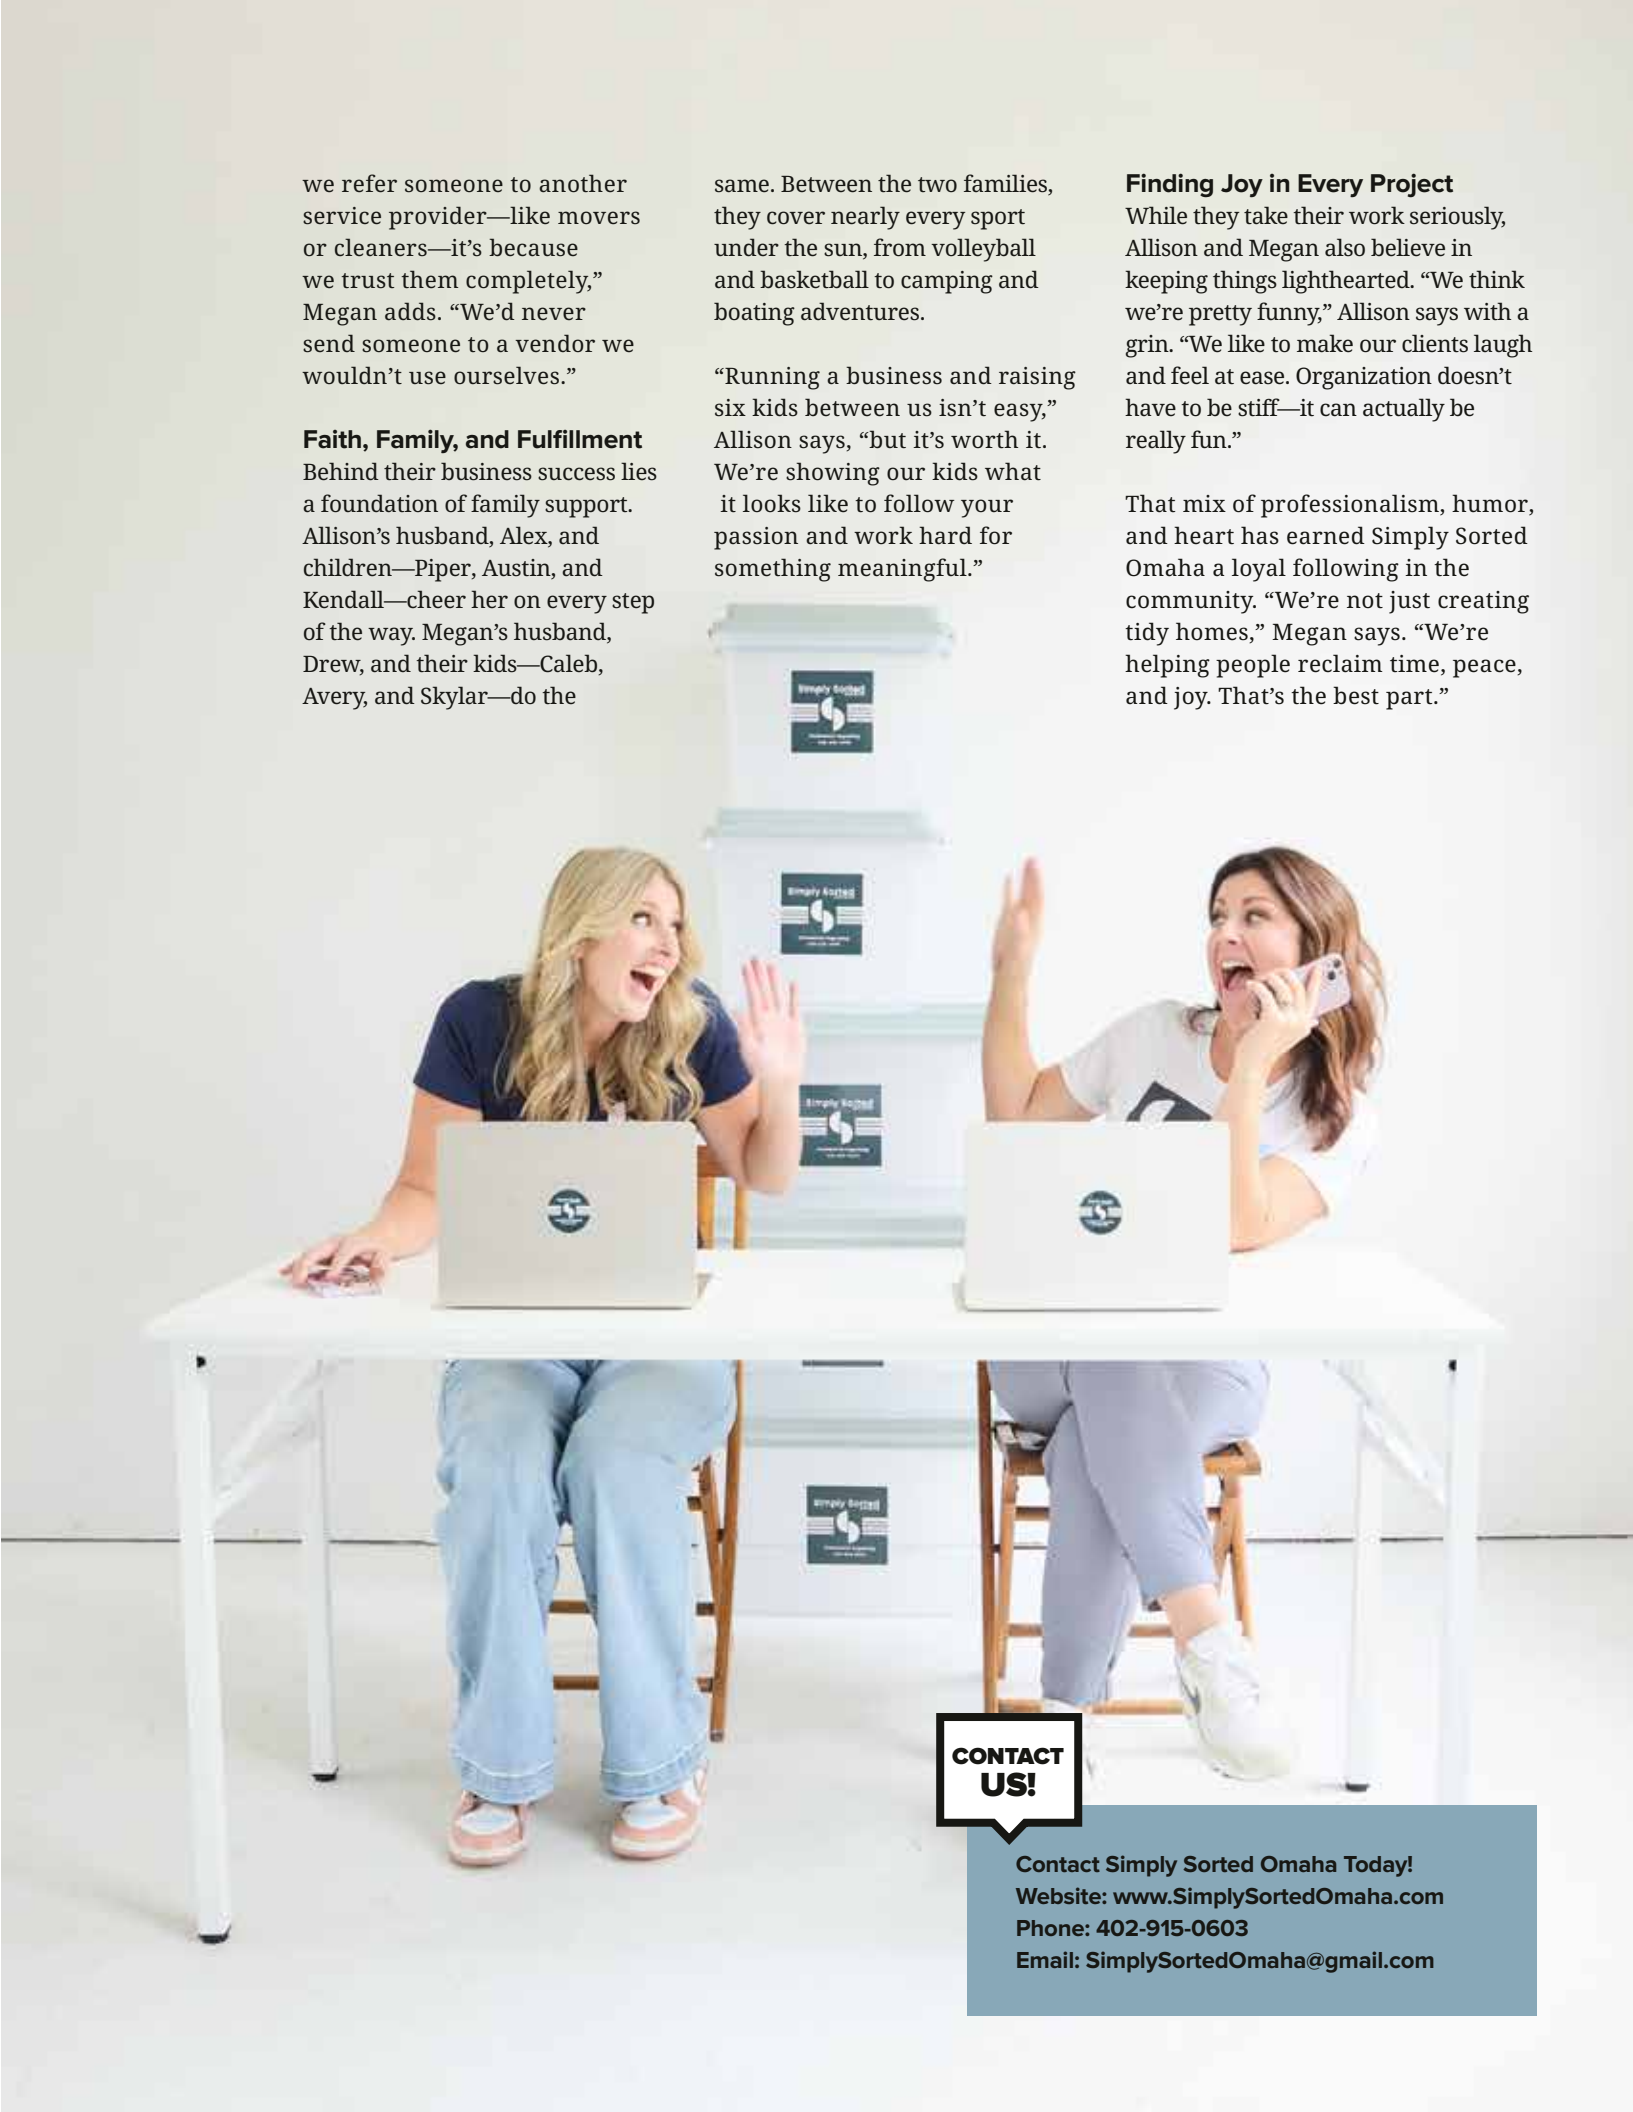 we refer someone to another
service provider—like movers
or cleaners—it’s because
we trust them completely,”
Megan adds. “We’d never
send someone to a vendor we
wouldn’t use ourselves.”
Faith, Family, and Fulfillment
Behind their business success lies
a foundation of family support.
Allison’s husband, Alex, and
children—Piper, Austin, and
Kendall—cheer her on every step
of the way. Megan’s husband,
Drew, and their kids—Caleb,
Avery, and Skylar—do the
same. Between the two families,
they cover nearly every sport
under the sun, from volleyball
and basketball to camping and
boating adventures.
“Running a business and raising
six kids between us isn’t easy,”
Allison says, “but it’s worth it.
We’re showing our kids what
it looks like to follow your
passion and work hard for
something meaningful.”
Finding Joy in Every Project
While they take their work seriously,
Allison and Megan also believe in
keeping things lighthearted. “We think
we’re pretty funny,” Allison says with a
grin. “We like to make our clients laugh
and feel at ease. Organization doesn’t
have to be stiff—it can actually be
really fun.”
That mix of professionalism, humor,
and heart has earned Simply Sorted
Omaha a loyal following in the
community. “We’re not just creating
tidy homes,” Megan says. “We’re
helping people reclaim time, peace,
and joy. That’s the best part.”
Simply Sorted
Simply Sorted
Simply Sorted
Simply Sorted
CONTACT
US!
Contact Simply Sorted Omaha Today!
Website: www.SimplySortedOmaha.com
Phone: 402-915-0603
Email: SimplySortedOmaha@gmail.com